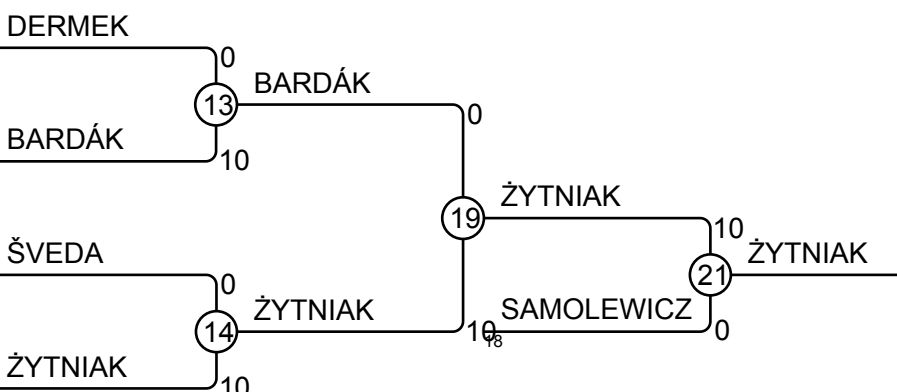 DERMEK
0
13
BARDÁK
BARDÁK
10
0
19
ŻYTNIAK
10
21
ŻYTNIAK
ŠVEDA
0
14
ŻYTNIAK
10
18
SAMOLEWICZ
0
ŻYTNIAK
10